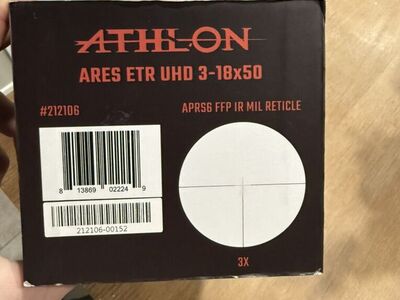 ATHLON
ARES ETR UHD 3-18x50
#212106
APRS6 FFP IR MIL RETICLE
8 13869 02224 9
212106-00152
3X